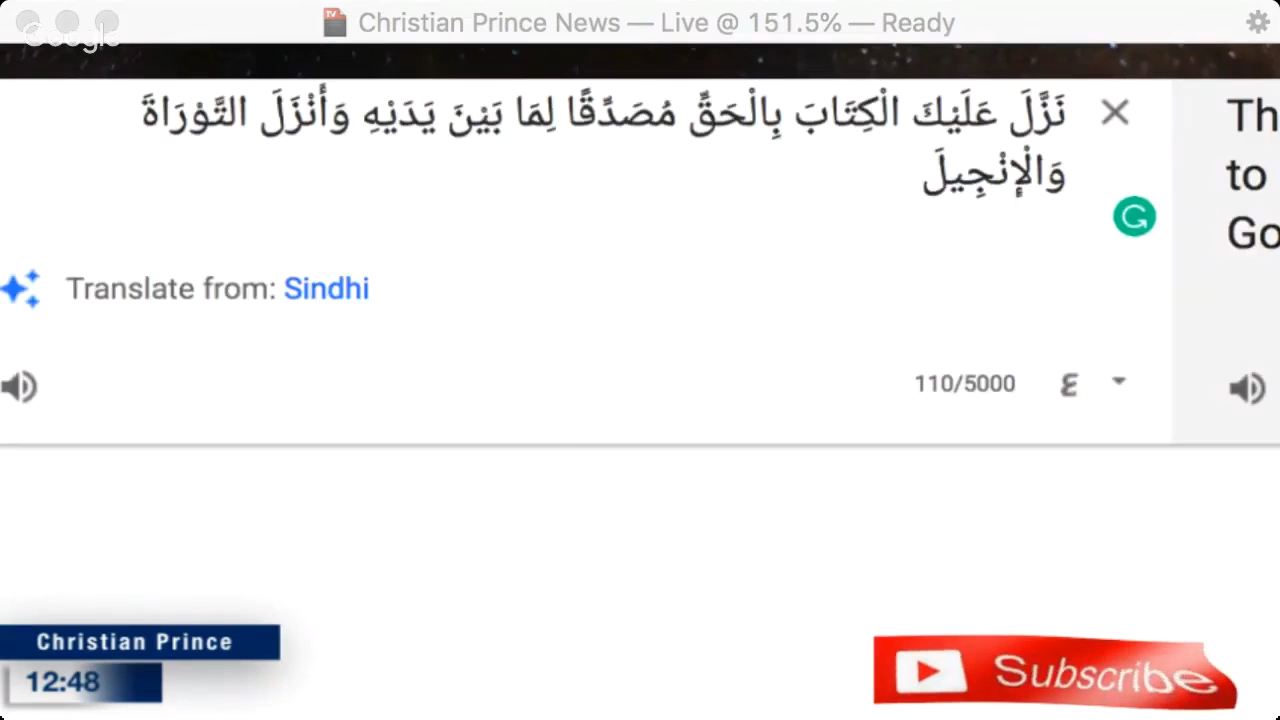 Christian Prince News — Live @ 151.5% — Ready
Google
نَزَّلَ عَلَيْكَ الْكِتَابَ بِالْحَقِّ مُصَدِّقًا لِمَا بَيْنَ يَدَيْهِ وَأَنْزَلَ التَّوْرَاةَ
وَالْإِنْجِيلَ
Th
to
Go
Translate from: Sindhi
110/5000
ع
Christian Prince
12:48
Subscribe